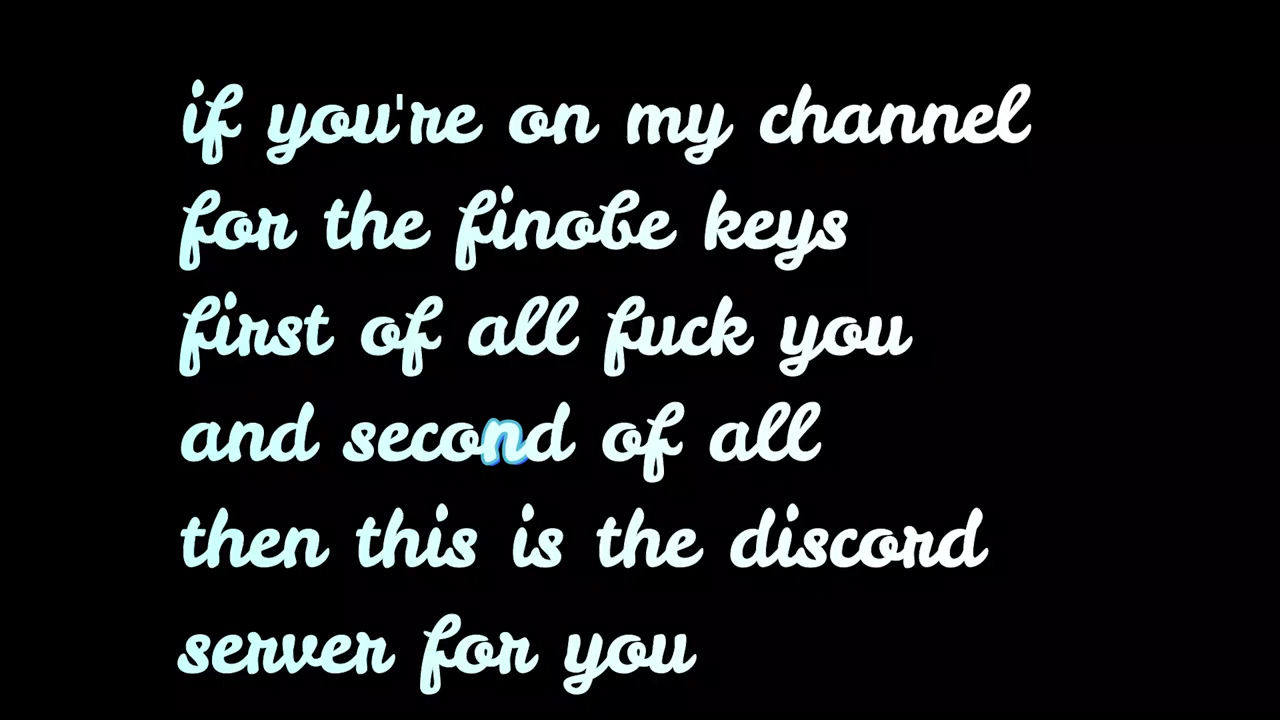 if you're on my channel
for the finobe keys
first of all fuck you
and second of all
then this is the discord
server for you